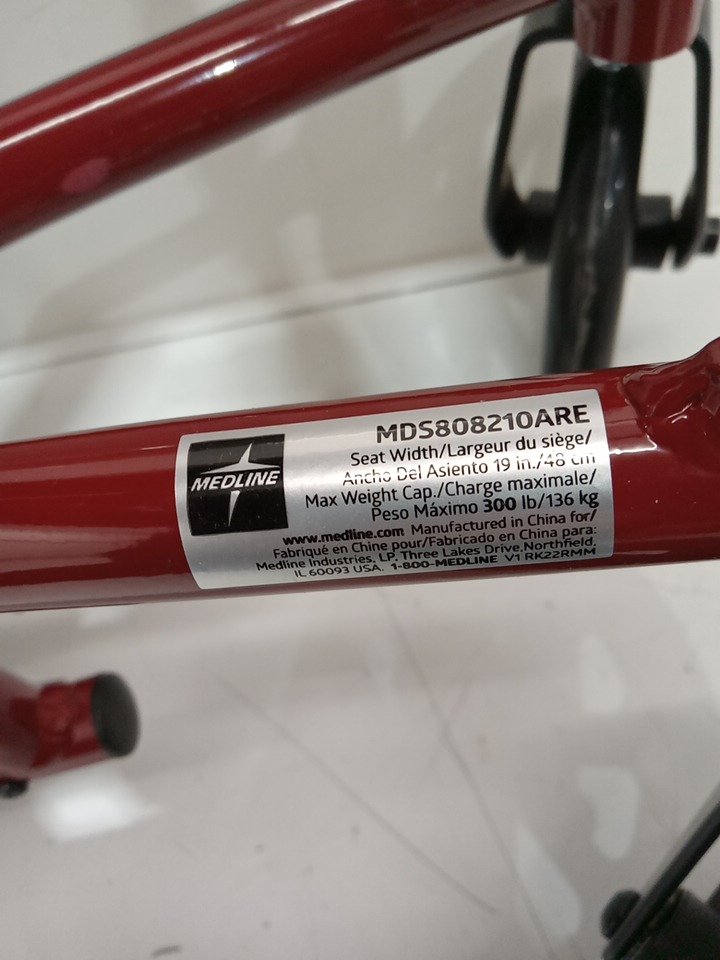 MEDLINE
MDS808210ARE
Seat Width/Largeur du siège/
Ancho Del Asiento 19 in./48 cm
Max Weight Cap./Charge maximale/
Peso Máximo 300 lb/136 kg
www.medline.com Manufactured in China for/
Fabriqué en Chine pour/Fabricado en China para:
Medline Industries, LP, Three Lakes Drive, Northfield,
IL 60093 USA. 1-800-MEDLINE V1 RK22RMM